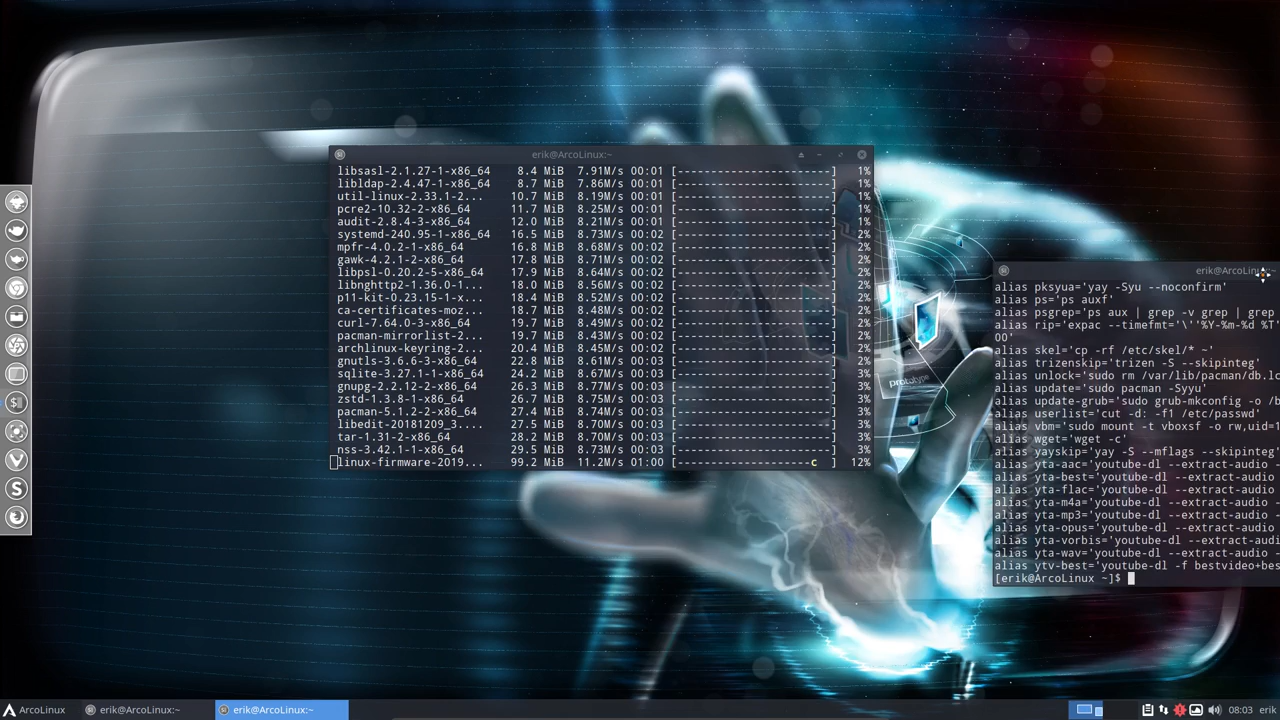 erik@ArcoLinux:~
libsasl-2.1.27-1-x86_64 8.4 MiB 7.91M/s 00:01 [----------------------] 1%
libldap-2.4.47-1-x86_64 8.7 MiB 7.86M/s 00:01 [----------------------] 1%
util-linux-2.33.1-2... 10.7 MiB 8.19M/s 00:01 [----------------------] 1%
pcre2-10.32-2-x86_64 11.7 MiB 8.25M/s 00:01 [----------------------] 1%
audit-2.8.4-3-x86_64 12.0 MiB 8.21M/s 00:01 [----------------------] 1%
systemd-240.95-1-x86_64 16.5 MiB 8.73M/s 00:02 [----------------------] 2%
mpfr-4.0.2-1-x86_64 16.8 MiB 8.68M/s 00:02 [----------------------] 2%
gawk-4.2.1-2-x86_64 17.8 MiB 8.71M/s 00:02 [----------------------] 2%
libpsl-0.20.2-5-x86_64 17.9 MiB 8.64M/s 00:02 [----------------------] 2%
libnghttp2-1.36.0-1... 18.0 MiB 8.56M/s 00:02 [----------------------] 2%
p11-kit-0.23.15-1-x... 18.4 MiB 8.52M/s 00:02 [----------------------] 2%
ca-certificates-moz... 18.7 MiB 8.48M/s 00:02 [----------------------] 2%
curl-7.64.0-3-x86_64 19.7 MiB 8.49M/s 00:02 [----------------------] 2%
pacman-mirrorlist-2... 19.7 MiB 8.43M/s 00:02 [----------------------] 2%
archlinux-keyring-2... 20.4 MiB 8.45M/s 00:02 [----------------------] 2%
gnutls-3.6.6-3-x86_64 22.8 MiB 8.61M/s 00:03 [----------------------] 2%
sqlite-3.27.1-1-x86_64 24.2 MiB 8.67M/s 00:03 [----------------------] 3%
gnupg-2.2.12-2-x86_64 26.3 MiB 8.77M/s 00:03 [----------------------] 3%
zstd-1.3.8-1-x86_64 26.7 MiB 8.75M/s 00:03 [----------------------] 3%
pacman-5.1.2-2-x86_64 27.4 MiB 8.74M/s 00:03 [----------------------] 3%
libedit-20181209_3.... 27.5 MiB 8.70M/s 00:03 [----------------------] 3%
tar-1.31-2-x86_64 28.2 MiB 8.70M/s 00:03 [----------------------] 3%
nss-3.42.1-1-x86_64 29.5 MiB 8.70M/s 00:03 [----------------------] 3%
linux-firmware-2019... 99.2 MiB 11.2M/s 01:00 [-------------------c ] 12%
prototype
erik@ArcoLinux:~
alias pksyua='yay -Syu --noconfirm'
alias ps='ps auxf'
alias psgrep='ps aux | grep -v grep | grep
alias rip='expac --timefmt='\''%Y-%m-%d %T'
OO'
alias skel='cp -rf /etc/skel/* ~'
alias trizenskip='trizen -S --skipinteg'
alias unlock='sudo rm /var/lib/pacman/db.lc
alias update='sudo pacman -Syyu'
alias update-grub='sudo grub-mkconfig -o /b
alias userlist='cut -d: -f1 /etc/passwd'
alias vbm='sudo mount -t vboxsf -o rw,uid=1
alias wget='wget -c'
alias yayskip='yay -S --mflags --skipinteg'
alias yta-aac='youtube-dl --extract-audio -
alias yta-best='youtube-dl --extract-audio
alias yta-flac='youtube-dl --extract-audio
alias yta-m4a='youtube-dl --extract-audio -
alias yta-mp3='youtube-dl --extract-audio -
alias yta-opus='youtube-dl --extract-audio
alias yta-vorbis='youtube-dl --extract-audio
alias yta-wav='youtube-dl --extract-audio -
alias ytv-best='youtube-dl -f bestvideo+bes
[erik@ArcoLinux ~]$
ArcoLinux erik@ArcoLinux:~ erik@ArcoLinux:~ 08:03 erik